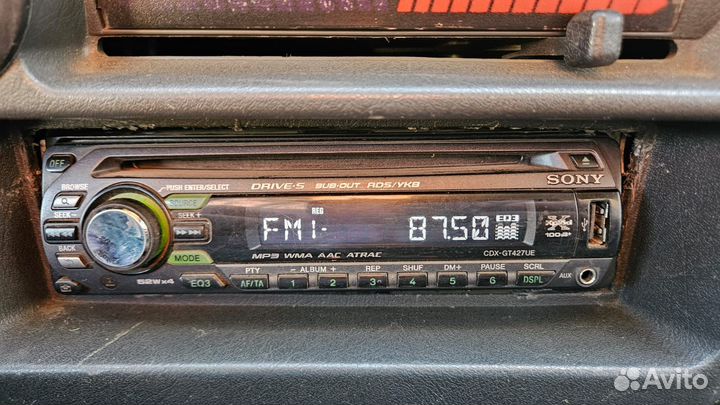 OFF
PUSH ENTER/SELECT
DRIVE-S SUB-OUT RDS/УКВ
SONY
BROWSE
SOURCE
SEEK -
SEEK +
REG
FM1-
87.50
EQ3
BACK
MODE
MP3 WMA AAC ATRAC
CDX-GT427UE
52W×4
EQ3
PTY
- ALBUM +
REP
SHUF
DM+
PAUSE
SCRL
AUX
AF/TA
1
2
3
4
5
6
DSPL
Avito